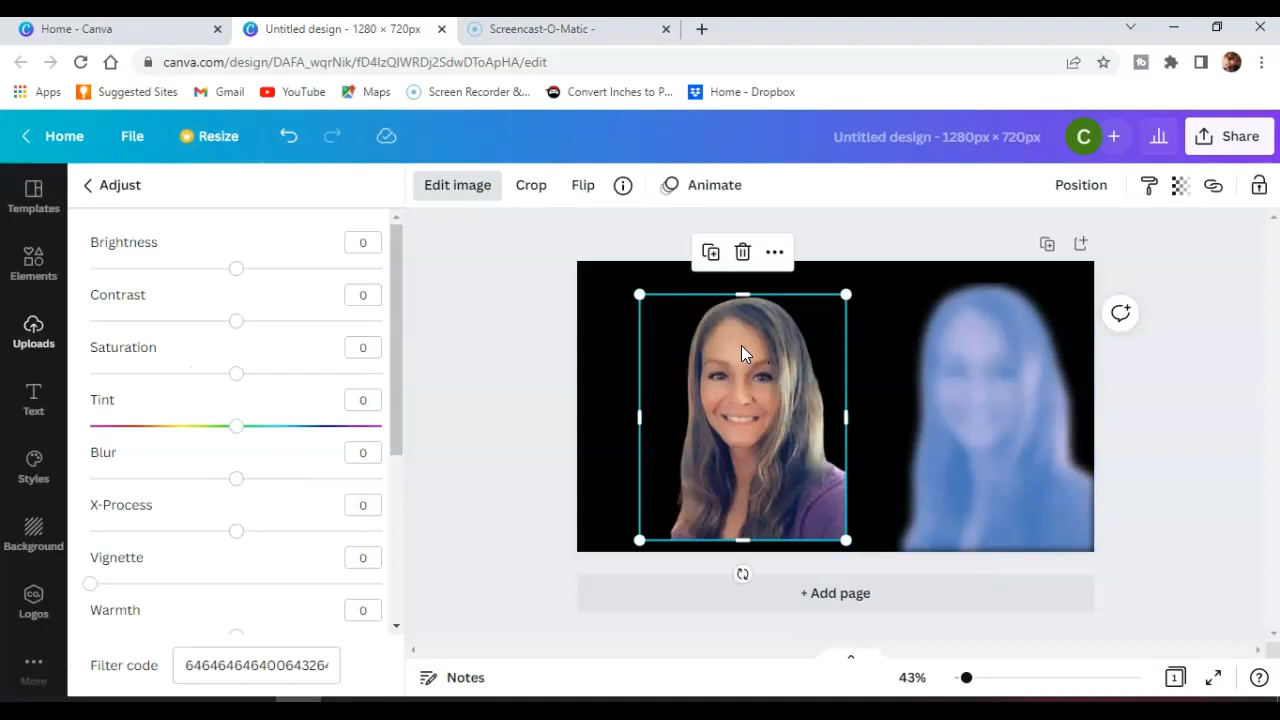 Home - Canva
Untitled design - 1280 × 720px
Screencast-O-Matic -
canva.com/design/DAFA_wqrNik/fD4IzQIWRDj2SdwDToApHA/edit
Apps
Suggested Sites
Gmail
YouTube
Maps
Screen Recorder &...
Convert Inches to P...
Home - Dropbox
Home
File
Resize
Untitled design - 1280px × 720px
C
Share
Templates
Elements
Uploads
Text
Styles
Background
Logos
More
Adjust
Brightness 0
Contrast 0
Saturation 0
Tint 0
Blur 0
X-Process 0
Vignette 0
Warmth 0
Filter code
Edit image
Crop
Flip
Animate
Position
+ Add page
Notes
43%
1